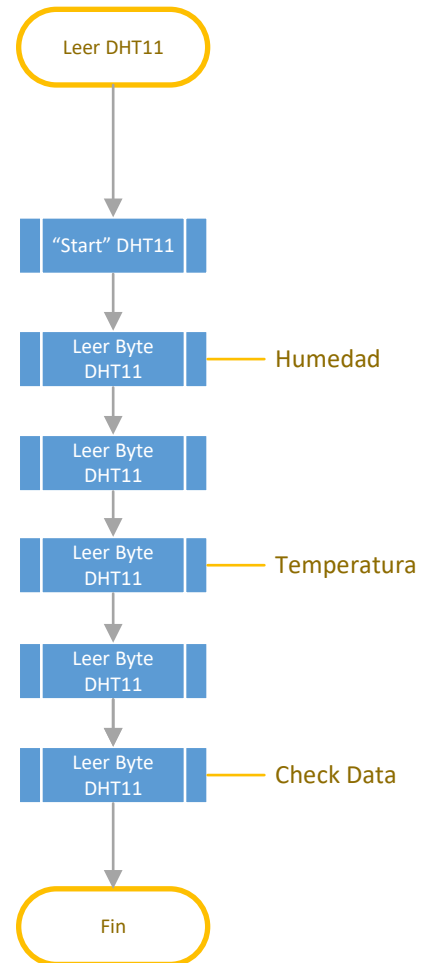 Leer DHT11
“Start” DHT11
Leer Byte
DHT11
Humedad
Leer Byte
DHT11
Leer Byte
DHT11
Temperatura
Leer Byte
DHT11
Leer Byte
DHT11
Check Data
Fin